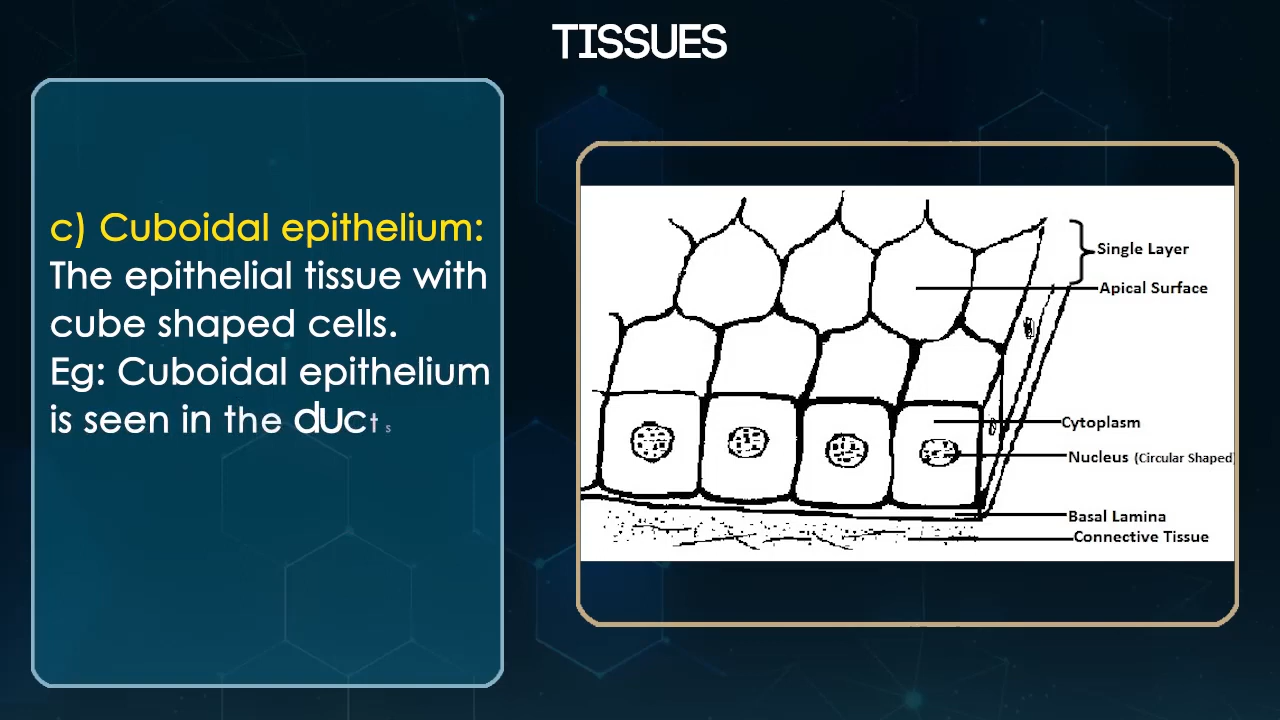 TISSUES
c) Cuboidal epithelium:
The epithelial tissue with
cube shaped cells.
Eg: Cuboidal epithelium
is seen in the ducts
Single Layer
Apical Surface
Cytoplasm
Nucleus (Circular Shaped)
Basal Lamina
Connective Tissue